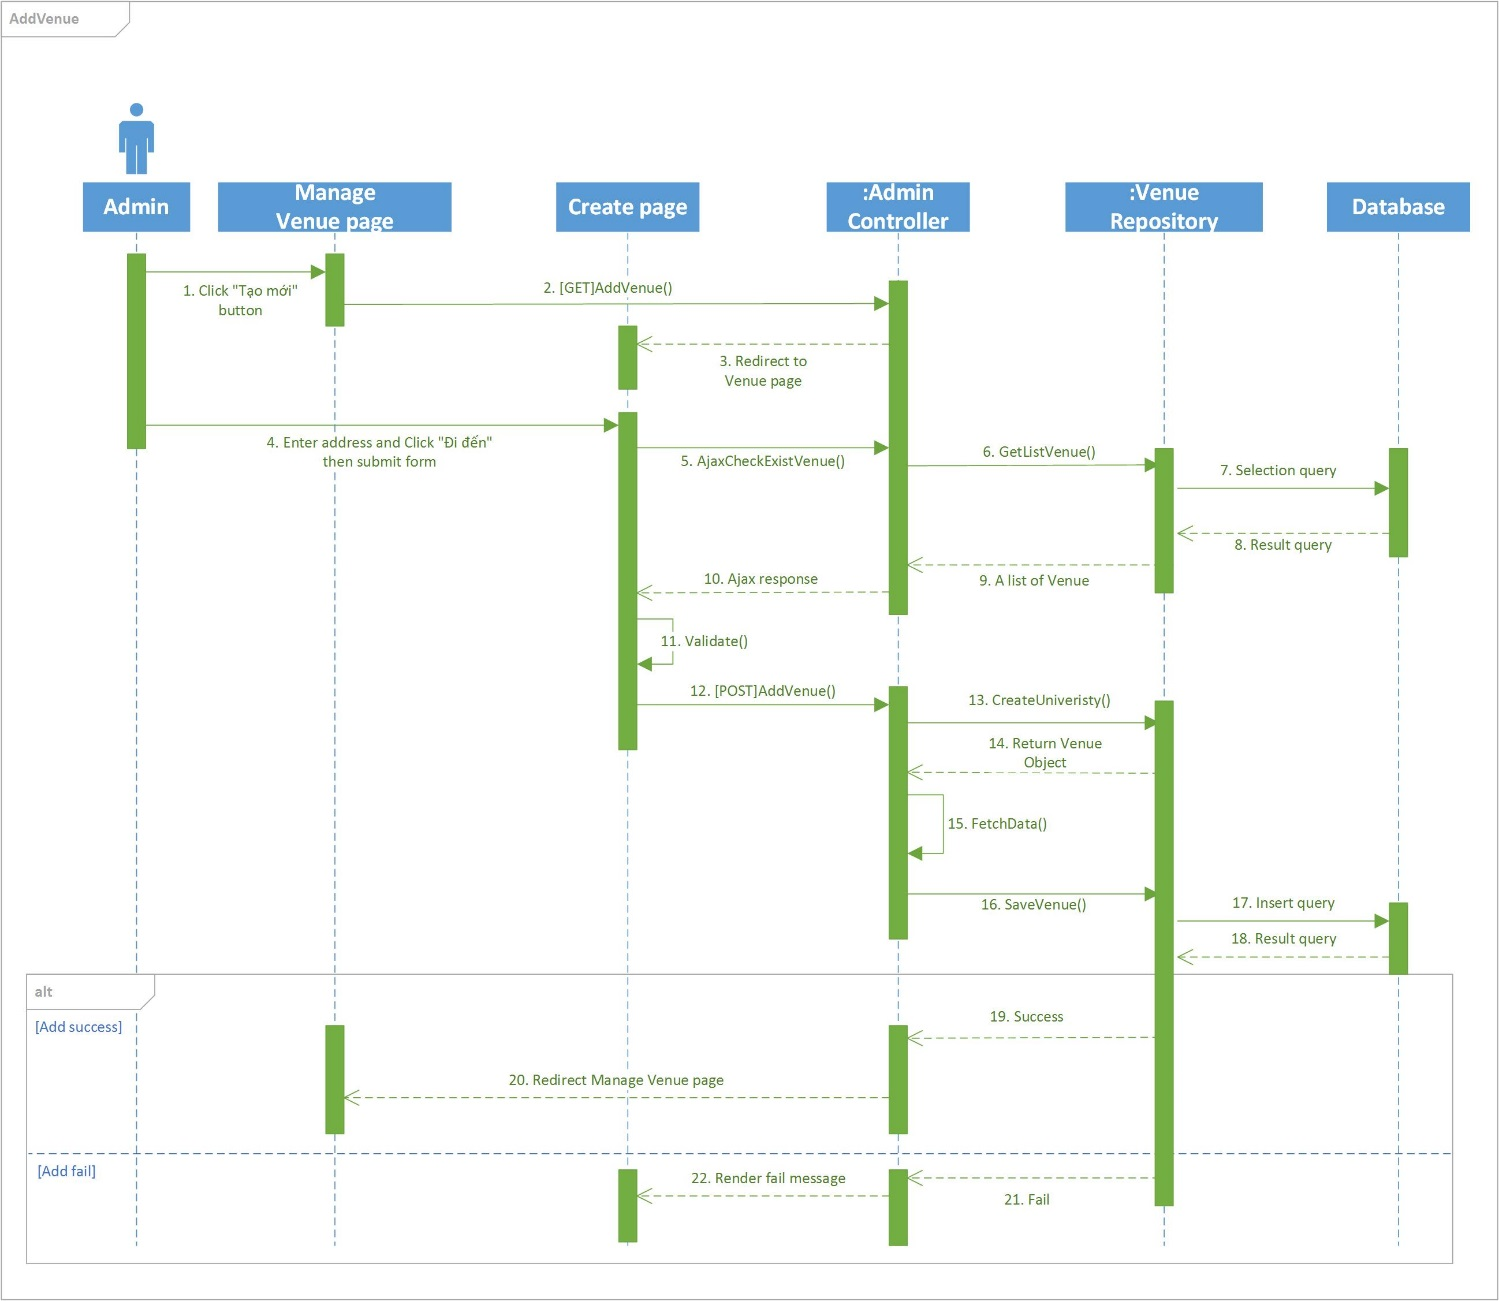 AddVenue
Admin
Manage
Venue page
Create page
:Admin
Controller
:Venue
Repository
Database
1. Click "Tạo mới"
button
2. [GET]AddVenue()
3. Redirect to
Venue page
4. Enter address and Click "Đi đến"
then submit form
5. AjaxCheckExistVenue()
6. GetListVenue()
7. Selection query
8. Result query
9. A list of Venue
10. Ajax response
11. Validate()
12. [POST]AddVenue()
13. CreateUniveristy()
14. Return Venue
Object
15. FetchData()
16. SaveVenue()
17. Insert query
18. Result query
alt
[Add success]
19. Success
20. Redirect Manage Venue page
[Add fail]
22. Render fail message
21. Fail